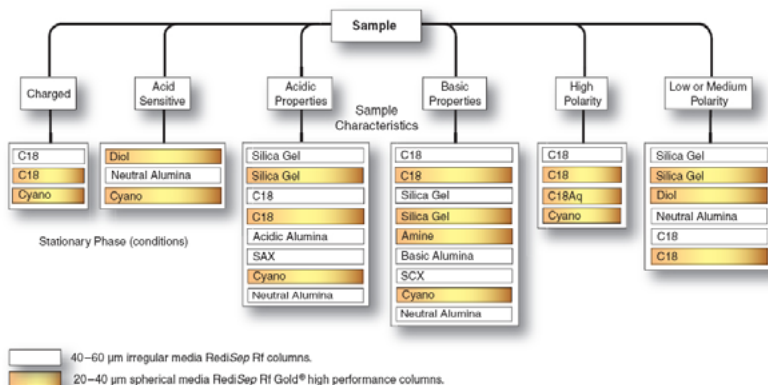 Sample
Charged
Acid
Sensitive
Acidic
Properties
Basic
Properties
High
Polarity
Low or Medium
Polarity
Sample
Characteristics
C18
C18
Cyano
Diol
Neutral Alumina
Cyano
Silica Gel
Silica Gel
C18
C18
Acidic Alumina
SAX
Cyano
Neutral Alumina
C18
C18
Silica Gel
Silica Gel
Amine
Basic Alumina
SCX
Cyano
Neutral Alumina
C18
C18
C18Aq
Cyano
Silica Gel
Silica Gel
Diol
Neutral Alumina
C18
C18
Stationary Phase (conditions)
40–60 µm irregular media RediSep Rf columns.
20–40 µm spherical media RediSep Rf Gold® high performance columns.